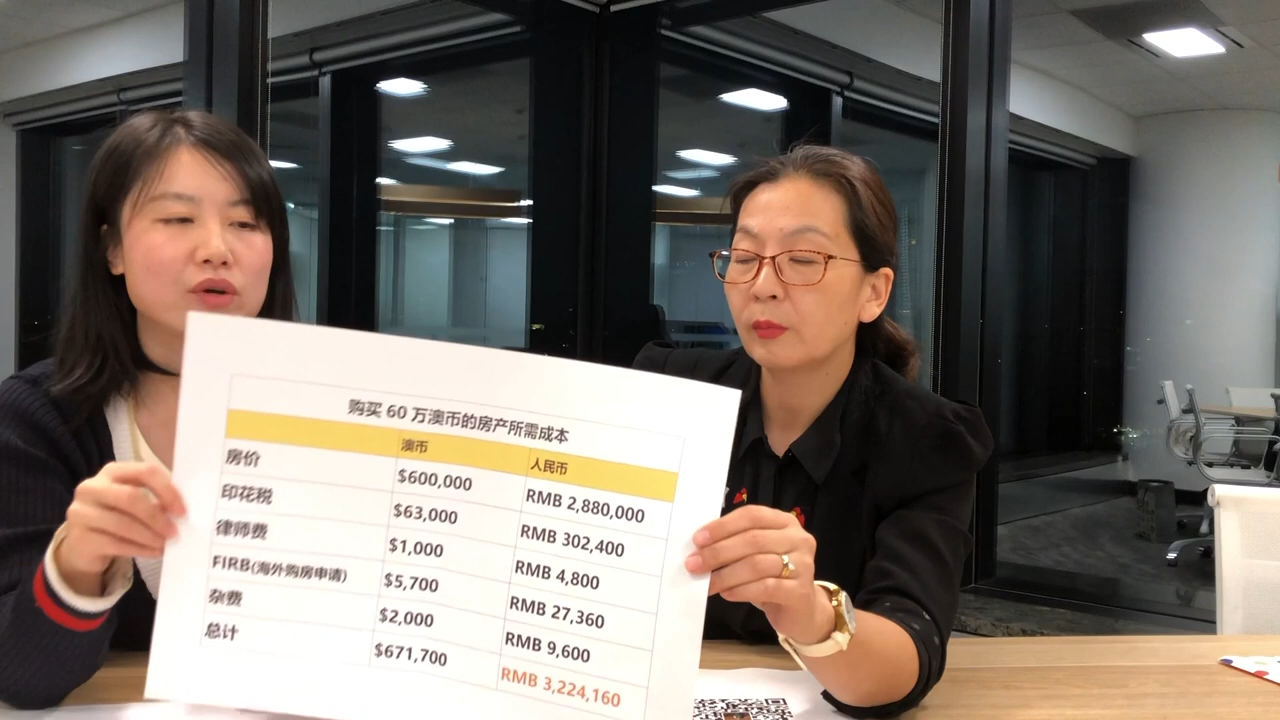 购买 60 万澳币的房产所需成本
澳币 人民币
房价 $600,000 RMB 2,880,000
印花税 $63,000 RMB 302,400
律师费 $1,000 RMB 4,800
FIRB(海外购房申请) $5,700 RMB 27,360
杂费 $2,000 RMB 9,600
总计 $671,700 RMB 3,224,160